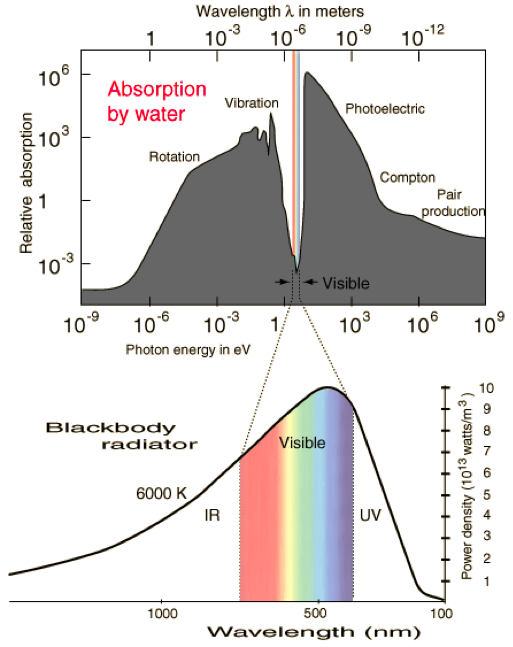 Wavelength λ in meters
1 10⁻³ 10⁻⁶ 10⁻⁹ 10⁻¹²
Absorption
by water
Relative absorption
10⁶
10³
1
10⁻³
Rotation
Vibration
Photoelectric
Compton
Pair
production
Visible
10⁻⁹ 10⁻⁶ 10⁻³ 1 10³ 10⁶ 10⁹
Photon energy in eV
Blackbody
radiator
6000 K
IR
Visible
UV
10
9
8
7
6
5
4
3
2
1
Power density (10¹³ watts/m³)
1000 500 100
Wavelength (nm)